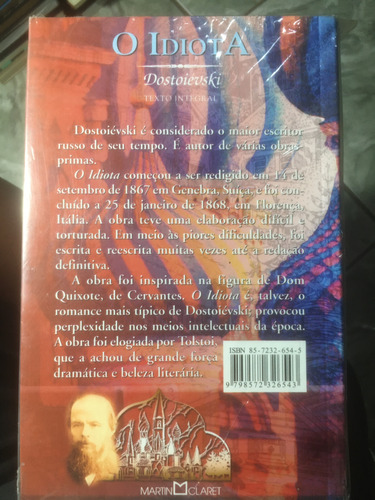 O IDIOTA
Dostoiévski
TEXTO INTEGRAL
Dostoiévski é considerado o maior escritor
russo de seu tempo. É autor de várias obras-
primas.
O Idiota começou a ser redigido em 14 de
setembro de 1867 em Genebra, Suíça, e foi con-
cluído a 25 de janeiro de 1868, em Florença,
Itália. A obra teve uma elaboração difícil e
torturada. Em meio às piores dificuldades, foi
escrita e reescrita muitas vezes até a redação
definitiva.
A obra foi inspirada na figura de Dom
Quixote, de Cervantes. O Idiota é, talvez, o
romance mais típico de Dostoiévski; provocou
perplexidade nos meios intelectuais da época.
A obra foi elogiada por Tolstoi,
que a achou de grande força
dramática e beleza literária.
ISBN 85-7232-654-5
9 798572 326543
MARTIN CLARET